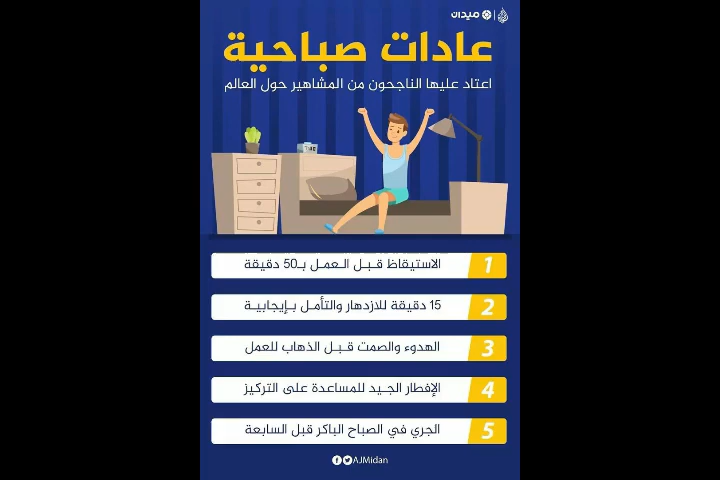 ميدان
عادات صباحية
اعتاد عليها الناجحون من المشاهير حول العالم
1 الاستيقاظ قبل العمل بـ50 دقيقة
2 15 دقيقة للازدهار والتأمل بإيجابية
3 الهدوء والصمت قبل الذهاب للعمل
4 الإفطار الجيد للمساعدة على التركيز
5 الجري في الصباح الباكر قبل السابعة
AJMidan